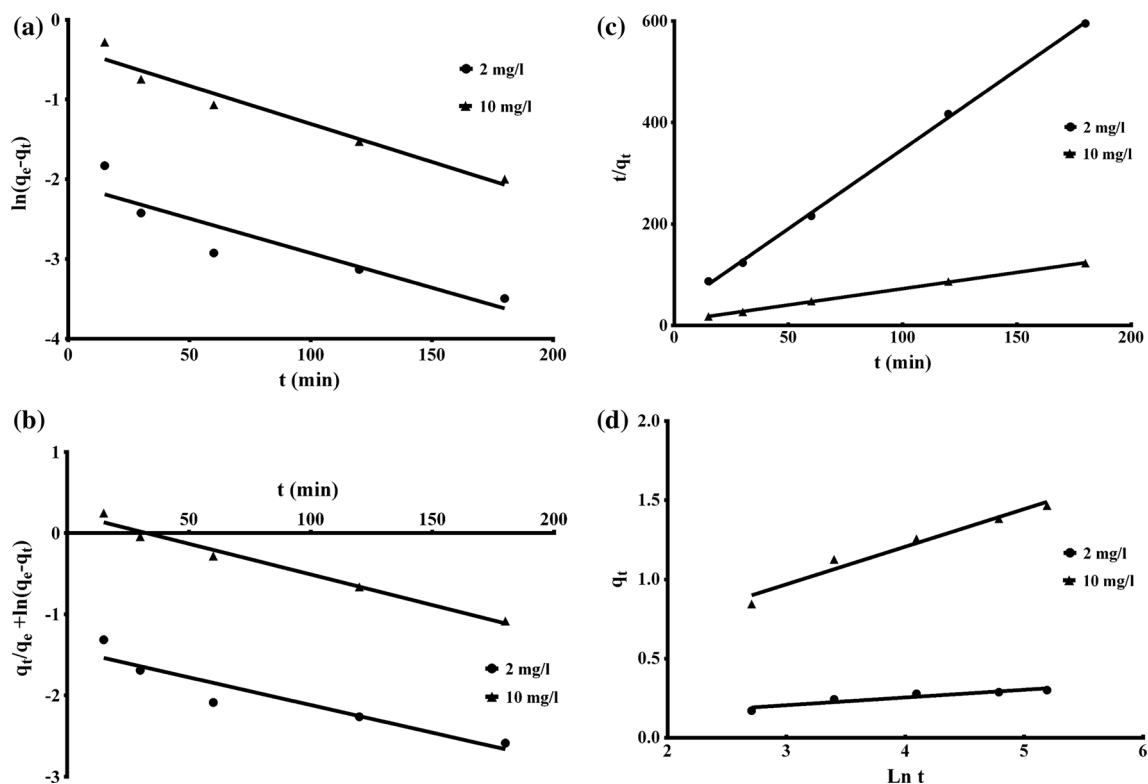 (a)
0
-1
-2
-3
-4
ln(qe-qt)
0
50
100
150
200
t (min)
2 mg/l
10 mg/l
(c)
600
400
200
0
t/qt
0
50
100
150
200
t (min)
2 mg/l
10 mg/l
(b)
1
0
-1
-2
-3
qt/qe +ln(qe-qt)
t (min)
50
100
150
200
2 mg/l
10 mg/l
(d)
2.0
1.5
1.0
0.5
0.0
qt
2
3
4
5
6
Ln t
2 mg/l
10 mg/l